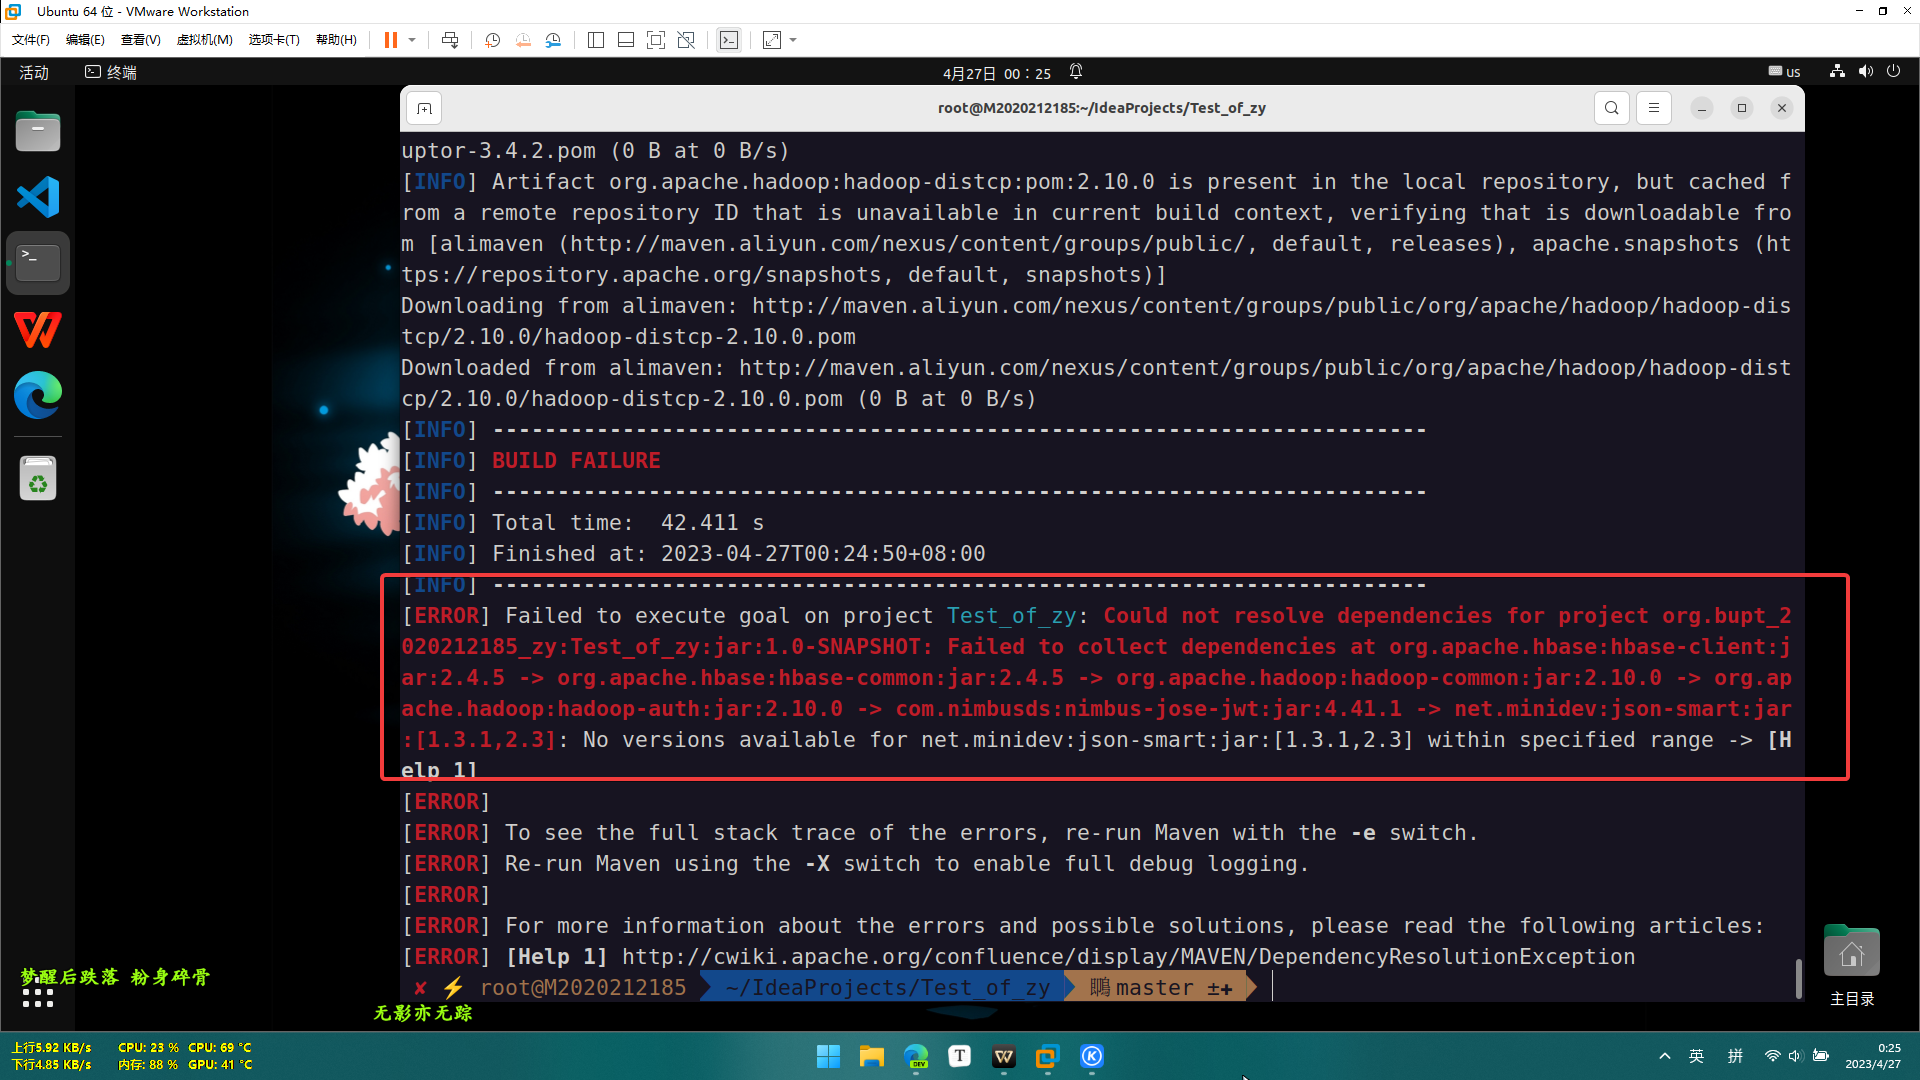 Ubuntu 64 位 - VMware Workstation
文件(F) 编辑(E) 查看(V) 虚拟机(M) 选项卡(T) 帮助(H)
活动 终端 4月27日 00：25 us
root@M2020212185:~/IdeaProjects/Test_of_zy
uptor-3.4.2.pom (0 B at 0 B/s)
[INFO] Artifact org.apache.hadoop:hadoop-distcp:pom:2.10.0 is present in the local repository, but cached f
rom a remote repository ID that is unavailable in current build context, verifying that is downloadable fro
m [alimaven (http://maven.aliyun.com/nexus/content/groups/public/, default, releases), apache.snapshots (ht
tps://repository.apache.org/snapshots, default, snapshots)]
Downloading from alimaven: http://maven.aliyun.com/nexus/content/groups/public/org/apache/hadoop/hadoop-dis
tcp/2.10.0/hadoop-distcp-2.10.0.pom
Downloaded from alimaven: http://maven.aliyun.com/nexus/content/groups/public/org/apache/hadoop/hadoop-dist
cp/2.10.0/hadoop-distcp-2.10.0.pom (0 B at 0 B/s)
[INFO] ------------------------------------------------------------------------
[INFO] BUILD FAILURE
[INFO] ------------------------------------------------------------------------
[INFO] Total time:  42.411 s
[INFO] Finished at: 2023-04-27T00:24:50+08:00
[INFO] ------------------------------------------------------------------------
[ERROR] Failed to execute goal on project Test_of_zy: Could not resolve dependencies for project org.bupt_2
020212185_zy:Test_of_zy:jar:1.0-SNAPSHOT: Failed to collect dependencies at org.apache.hbase:hbase-client:j
ar:2.4.5 -> org.apache.hbase:hbase-common:jar:2.4.5 -> org.apache.hadoop:hadoop-common:jar:2.10.0 -> org.ap
ache.hadoop:hadoop-auth:jar:2.10.0 -> com.nimbusds:nimbus-jose-jwt:jar:4.41.1 -> net.minidev:json-smart:jar
:[1.3.1,2.3]: No versions available for net.minidev:json-smart:jar:[1.3.1,2.3] within specified range -> [H
elp 1]
[ERROR]
[ERROR] To see the full stack trace of the errors, re-run Maven with the -e switch.
[ERROR] Re-run Maven using the -X switch to enable full debug logging.
[ERROR]
[ERROR] For more information about the errors and possible solutions, please read the following articles:
[ERROR] [Help 1] http://cwiki.apache.org/confluence/display/MAVEN/DependencyResolutionException
✘ ⚡ root@M2020212185 ~/IdeaProjects/Test_of_zy master ±✚
梦醒后跌落 粉身碎骨
无影亦无踪
主目录
上行5.92 KB/s CPU: 23 % CPU: 69 °C
下行4.85 KB/s 内存: 88 % GPU: 41 °C
英 拼 0:25
2023/4/27